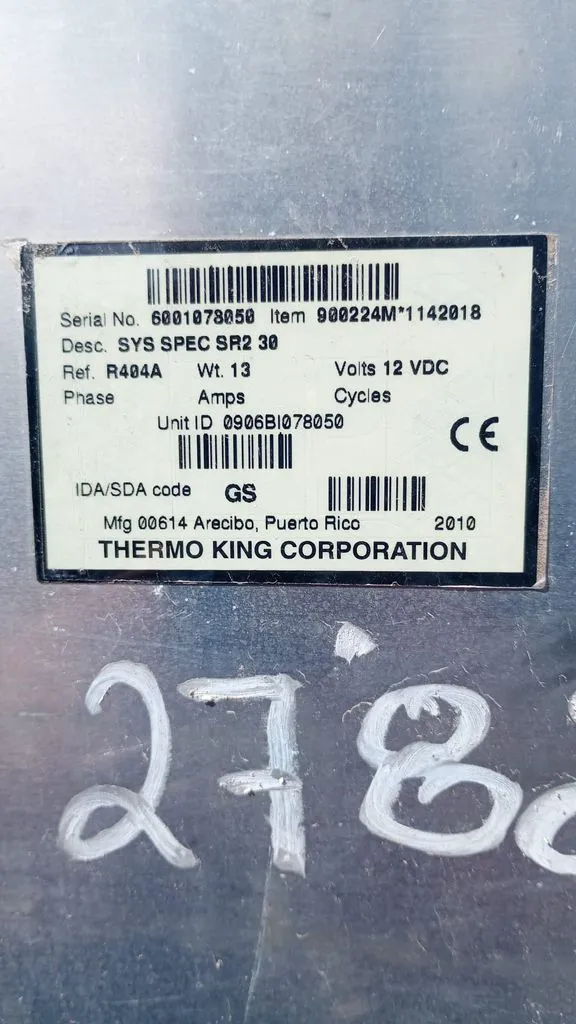 Serial No. 6001078050 Item 900224M*1142018
Desc. SYS SPEC SR2 30
Ref. R404A Wt. 13 Volts 12 VDC
Phase Amps Cycles
Unit ID 0906BI078050
CE
IDA/SDA code GS
Mfg 00614 Arecibo, Puerto Rico 2010
THERMO KING CORPORATION
278